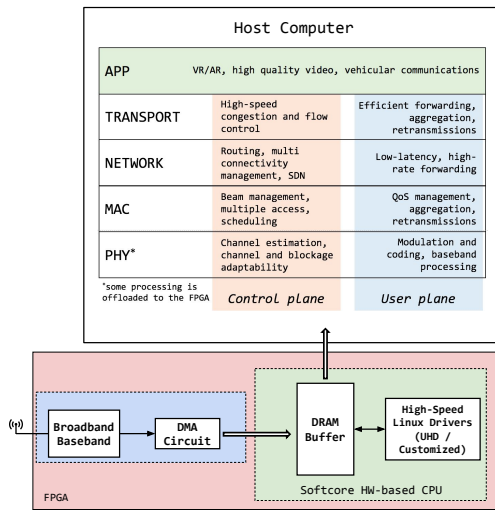 Host Computer
APP
VR/AR, high quality video, vehicular communications
TRANSPORT
High-speed
congestion and flow
control
Efficient forwarding,
aggregation,
retransmissions
NETWORK
Routing, multi
connectivity
management, SDN
Low-latency, high-
rate forwarding
MAC
Beam management,
multiple access,
scheduling
QoS management,
aggregation,
retransmissions
PHY*
Channel estimation,
channel and blockage
adaptability
Modulation and
coding, baseband
processing
*some processing is
offloaded to the FPGA
Control plane
User plane
Broadband
Baseband
DMA
Circuit
DRAM
Buffer
High-Speed
Linux Drivers
(UHD /
Customized)
Softcore HW-based CPU
FPGA